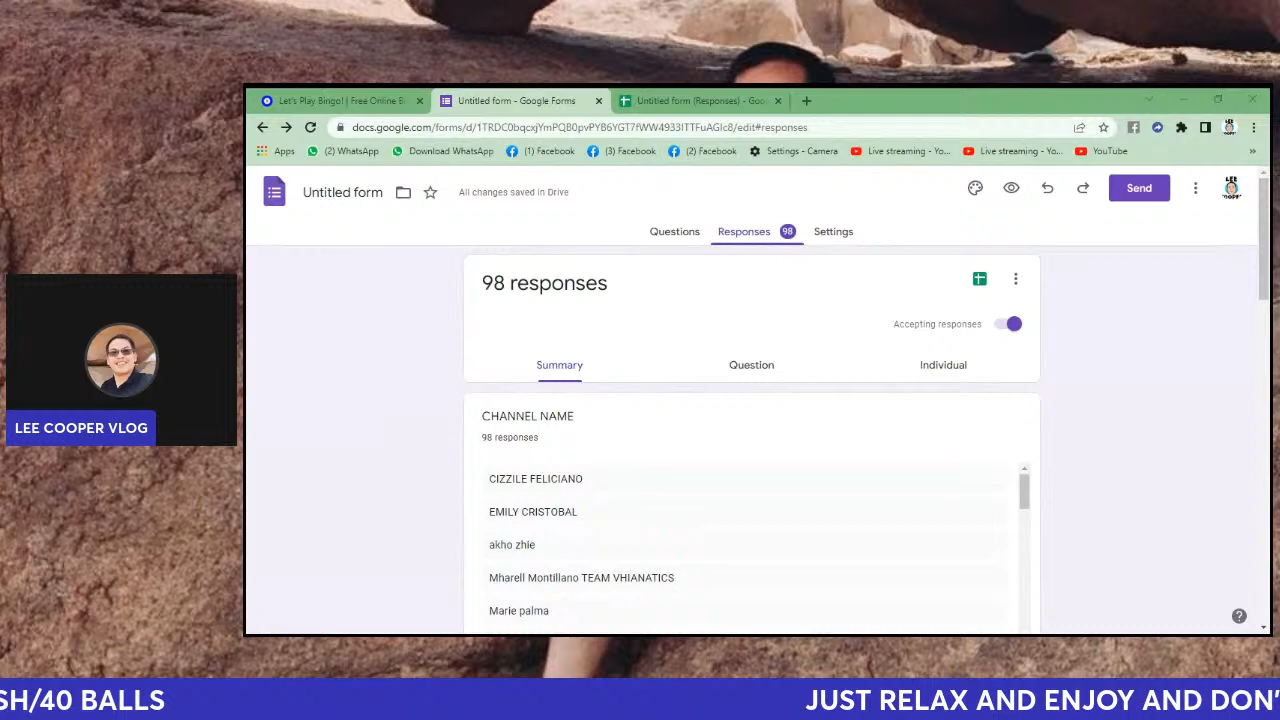 Let's Play Bingo! | Free Online B
Untitled form - Google Forms
Untitled form (Responses) - Goo
docs.google.com/forms/d/
/edit#responses
Apps
(2) WhatsApp
Download WhatsApp
(1) Facebook
(3) Facebook
(2) Facebook
Settings - Camera
Live streaming - Yo...
Live streaming - Yo...
YouTube
»
Untitled form
All changes saved in Drive
Send
LEE
Questions
Responses 98
Settings
98 responses
Accepting responses
Summary
Question
Individual
CHANNEL NAME
98 responses
CIZZILE FELICIANO
EMILY CRISTOBAL
akho zhie
Mharell Montillano TEAM VHIANATICS
Marie palma
LEE COOPER VLOG
SH/40 BALLS
JUST RELAX AND ENJOY AND DON'